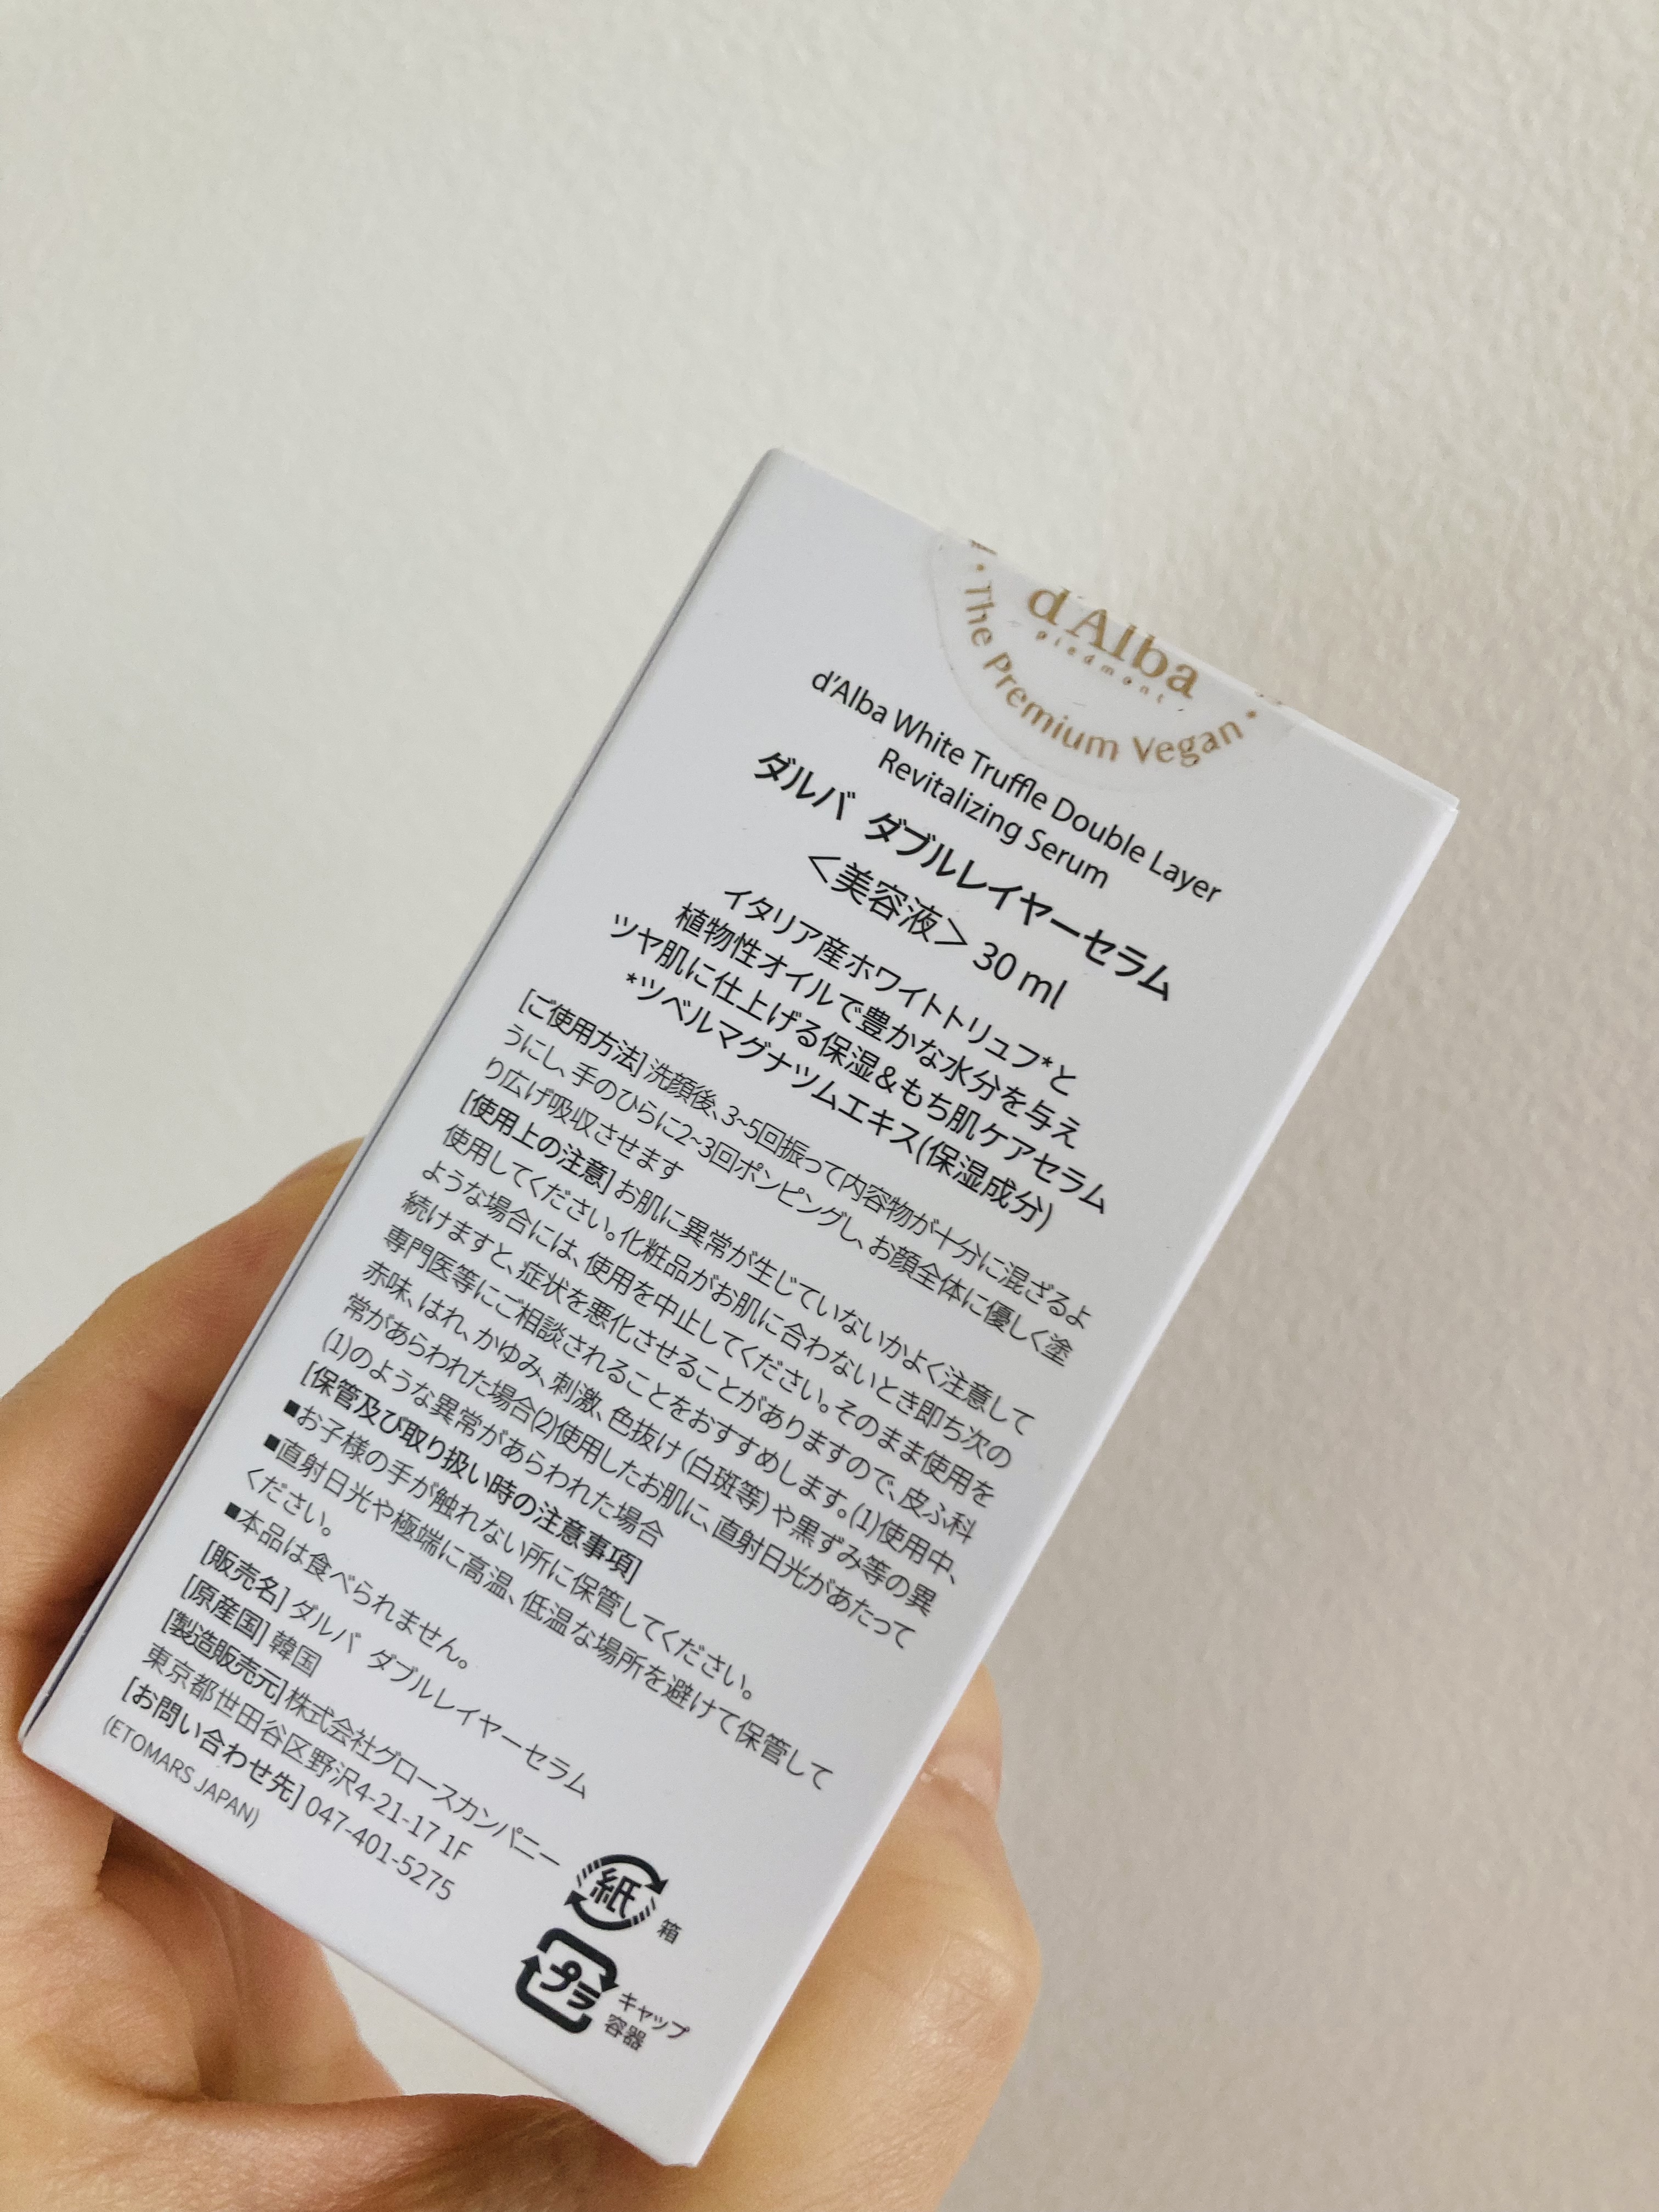 d'Alba
piedmont
• The Premium Vegan •
d'Alba White Truffle Double Layer
Revitalizing Serum
ダルバ ダブルレイヤーセラム
＜美容液＞ 30 ml
イタリア産ホワイトトリュフ*と
植物性オイルで豊かな水分を与え
ツヤ肌に仕上げる保湿&もち肌ケアセラム
*ツベルマグナツムエキス(保湿成分)
[ご使用方法] 洗顔後、3~5回振って内容物が十分に混ざるよ
うにし、手のひらに2~3回ポンピングし、お顔全体に優しく塗
り広げ吸収させます
[使用上の注意] お肌に異常が生じていないかよく注意して
使用してください。化粧品がお肌に合わないとき即ち次の
ような場合には、使用を中止してください。そのまま使用を
続けますと、症状を悪化させることがありますので、皮ふ科
専門医等にご相談されることをおすすめします。(1)使用中、
赤味、はれ、かゆみ、刺激、色抜け (白斑等) や黒ずみ等の異
常があらわれた場合(2)使用したお肌に、直射日光があたって
(1)のような異常があらわれた場合
[保管及び取り扱い時の注意事項]
■お子様の手が触れない所に保管してください。
■直射日光や極端に高温、低温な場所を避けて保管して
ください。
■本品は食べられません。
[販売名] ダルバ ダブルレイヤーセラム
[原産国] 韓国
[製造販売元] 株式会社グロースカンパニー
東京都世田谷区野沢4-21-17 1F
[お問い合わせ先] 047-401-5275
(ETOMARS JAPAN)
紙 箱
プラ キャップ
容器